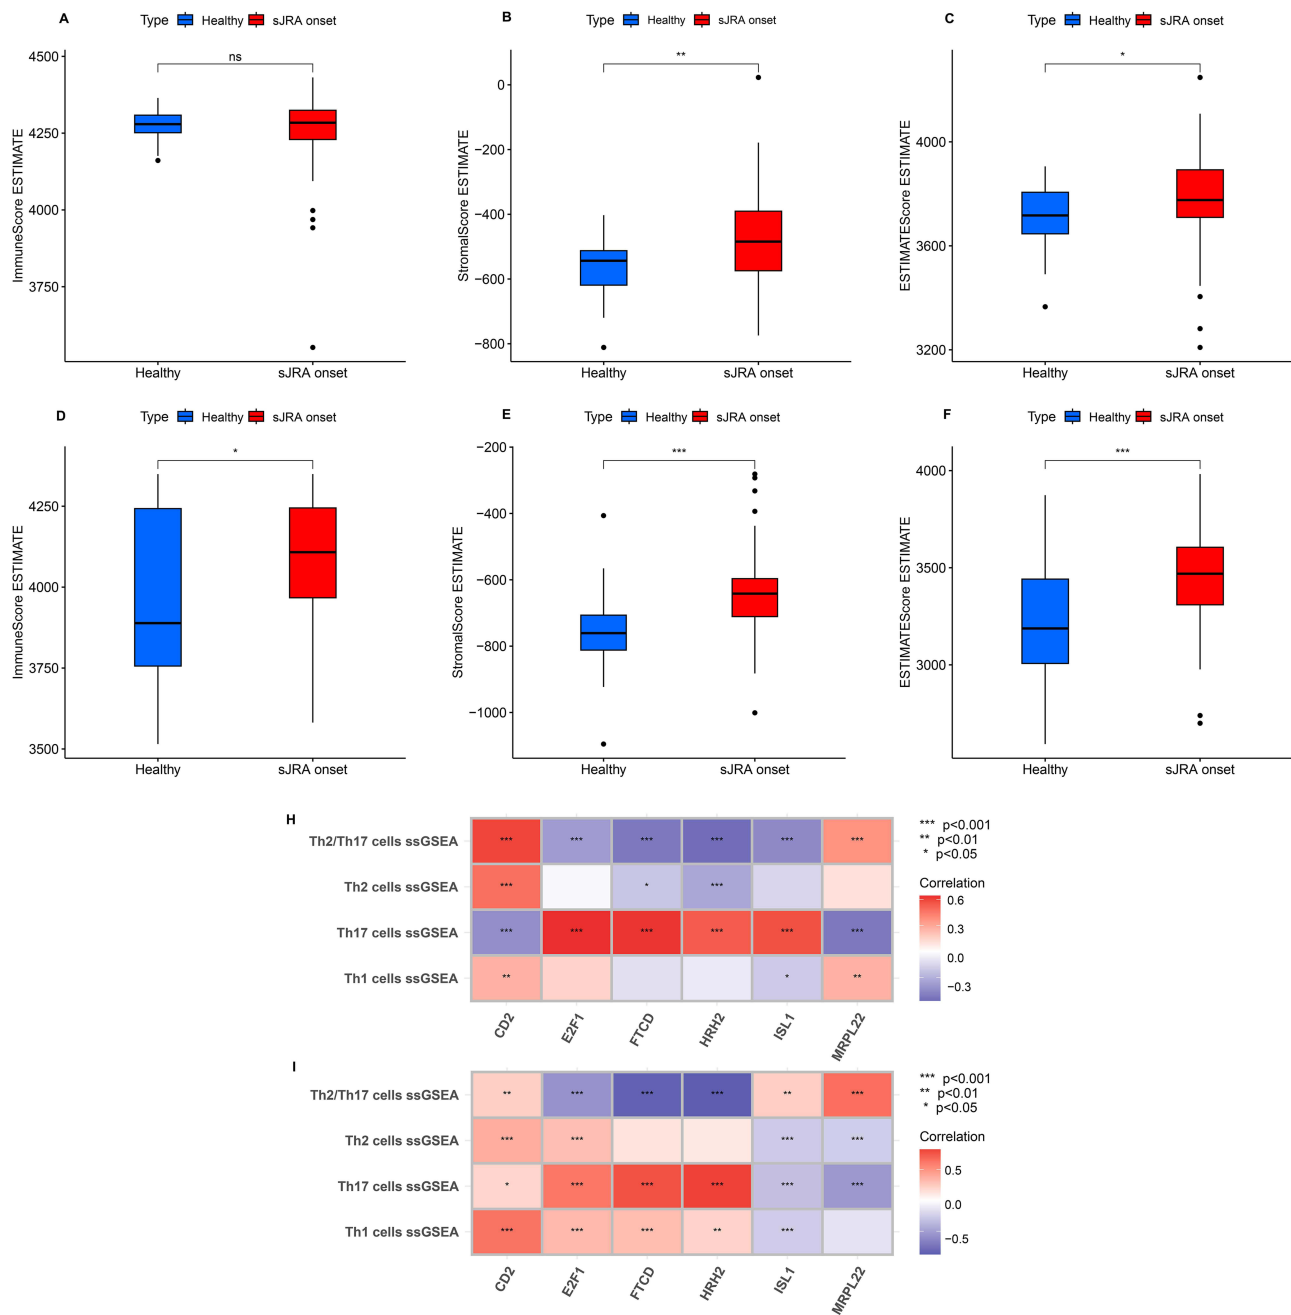 A
Type Healthy sJRA onset
ImmuneScore ESTIMATE
4500
4250
4000
3750
ns
Healthy sJRA onset
B
Type Healthy sJRA onset
StromalScore ESTIMATE
0
−200
−400
−600
−800
**
Healthy sJRA onset
C
Type Healthy sJRA onset
ESTIMATEScore ESTIMATE
4000
3600
3200
*
Healthy sJRA onset
D
Type Healthy sJRA onset
ImmuneScore ESTIMATE
4250
4000
3750
3500
*
Healthy sJRA onset
E
Type Healthy sJRA onset
StromalScore ESTIMATE
−200
−400
−600
−800
−1000
***
Healthy sJRA onset
F
Type Healthy sJRA onset
ESTIMATEScore ESTIMATE
4000
3500
3000
***
Healthy sJRA onset
H
Th2/Th17 cells ssGSEA *** *** *** *** *** ***
Th2 cells ssGSEA *** * ***
Th17 cells ssGSEA *** *** *** *** *** ***
Th1 cells ssGSEA ** * **
CD2 E2F1 FTCD HRH2 ISL1 MRPL22
*** p<0.001
** p<0.01
* p<0.05
Correlation
0.6
0.3
0.0
−0.3
I
Th2/Th17 cells ssGSEA ** *** *** *** ** ***
Th2 cells ssGSEA *** *** *** ***
Th17 cells ssGSEA * *** *** *** *** ***
Th1 cells ssGSEA *** *** *** ** ***
CD2 E2F1 FTCD HRH2 ISL1 MRPL22
*** p<0.001
** p<0.01
* p<0.05
Correlation
0.5
0.0
−0.5